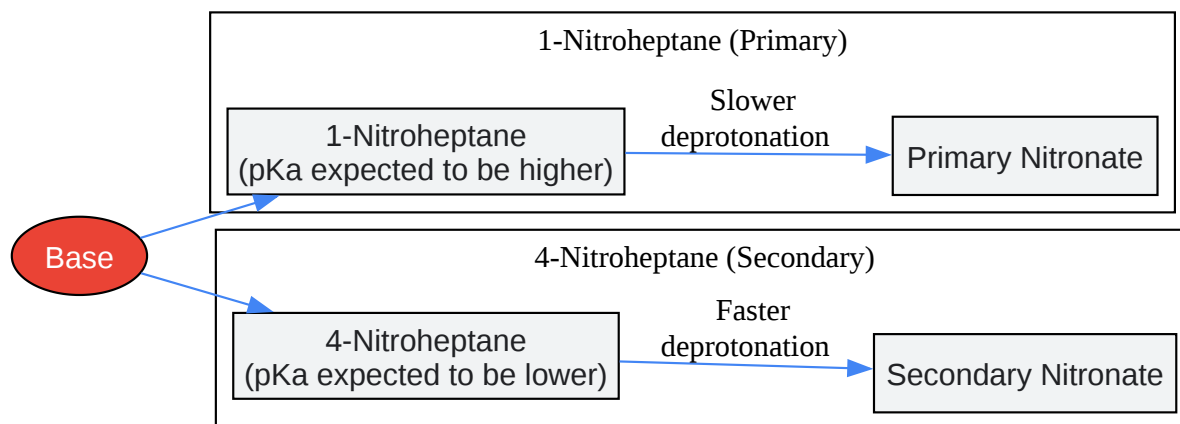 1-Nitroheptane (Primary)
Slower
deprotonation
1-Nitroheptane
(pKa expected to be higher)
Primary Nitronate
Base
4-Nitroheptane (Secondary)
Faster
deprotonation
4-Nitroheptane
(pKa expected to be lower)
Secondary Nitronate